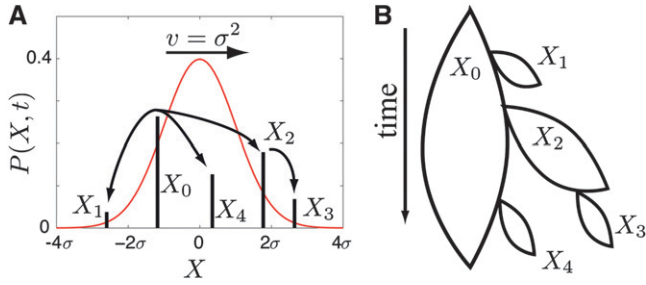 A
v = σ²
0.4
P(X, t)
X₂
X₀
X₁
X₄
X₃
0
-4σ
-2σ
0
2σ
4σ
X
B
time
X₀
X₁
X₂
X₃
X₄